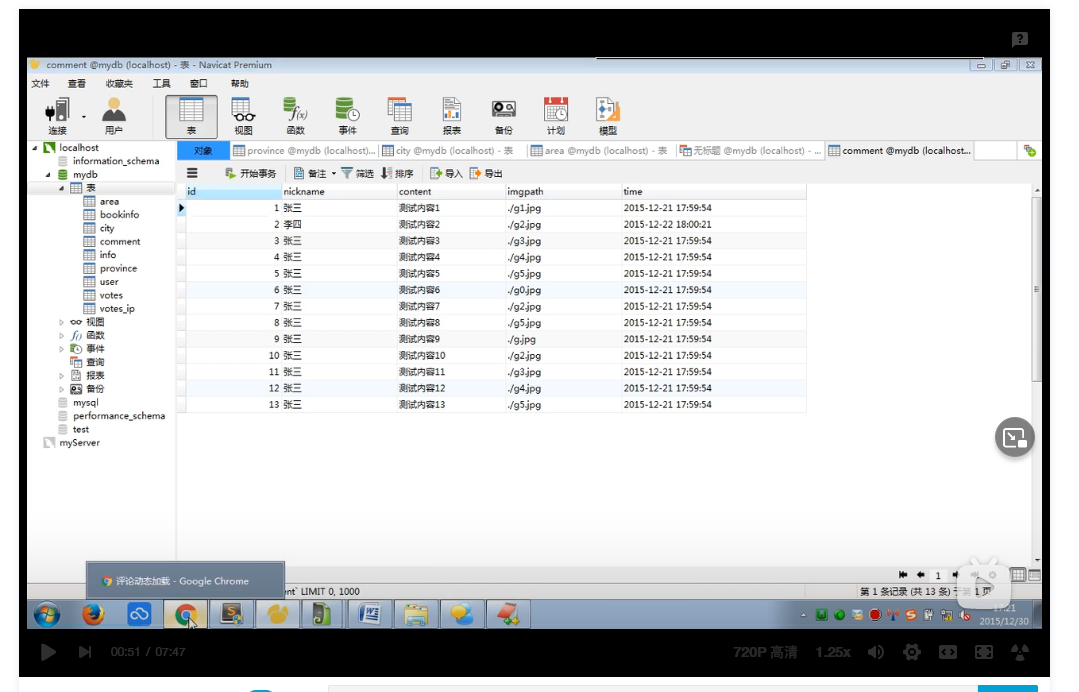 comment @mydb (localhost) - 表 - Navicat Premium
文件 查看 收藏夹 工具 窗口 帮助
连接 用户 表 视图 函数 事件 查询 报表 备份 计划 模型
对象 province @mydb (localhost)... city @mydb (localhost) - 表 area @mydb (localhost) - 表 无标题 @mydb (localhost) - ... comment @mydb (localhost...
开始事务 备注 筛选 排序 导入 导出
localhost
information_schema
mydb
表
area
bookinfo
city
comment
info
province
user
votes
votes_ip
视图
函数
事件
查询
报表
备份
mysql
performance_schema
test
myServer
id nickname content imgpath time
1 张三 测试内容1 ./g1.jpg 2015-12-21 17:59:54
2 李四 测试内容2 ./g2.jpg 2015-12-22 18:00:21
3 张三 测试内容3 ./g3.jpg 2015-12-21 17:59:54
4 张三 测试内容4 ./g4.jpg 2015-12-21 17:59:54
5 张三 测试内容5 ./g5.jpg 2015-12-21 17:59:54
6 张三 测试内容6 ./g0.jpg 2015-12-21 17:59:54
7 张三 测试内容7 ./g2.jpg 2015-12-21 17:59:54
8 张三 测试内容8 ./g5.jpg 2015-12-21 17:59:54
9 张三 测试内容9 ./g.jpg 2015-12-21 17:59:54
10 张三 测试内容10 ./g2.jpg 2015-12-21 17:59:54
11 张三 测试内容11 ./g3.jpg 2015-12-21 17:59:54
12 张三 测试内容12 ./g4.jpg 2015-12-21 17:59:54
13 张三 测试内容13 ./g5.jpg 2015-12-21 17:59:54
1
评论动态加载 - Google Chrome
LIMIT 0, 1000
第 1 条记录 (共 13 条) 1 页
2015/12/30
00:51 / 07:47
720P 高清 1.25x